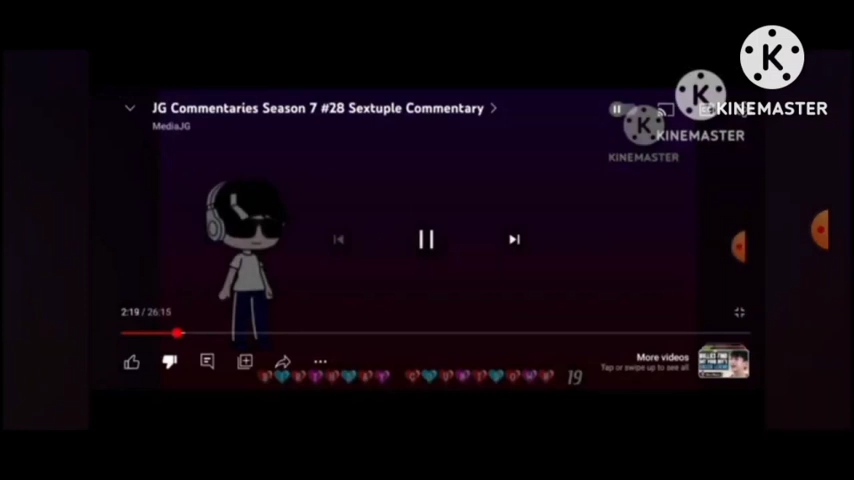 KINEMASTER
JG Commentaries Season 7 #28 Sextuple Commentary
MediaJG
KINEMASTER
KINEMASTER
2:19 / 26:15
More videos
Tap or swipe up to see all
19